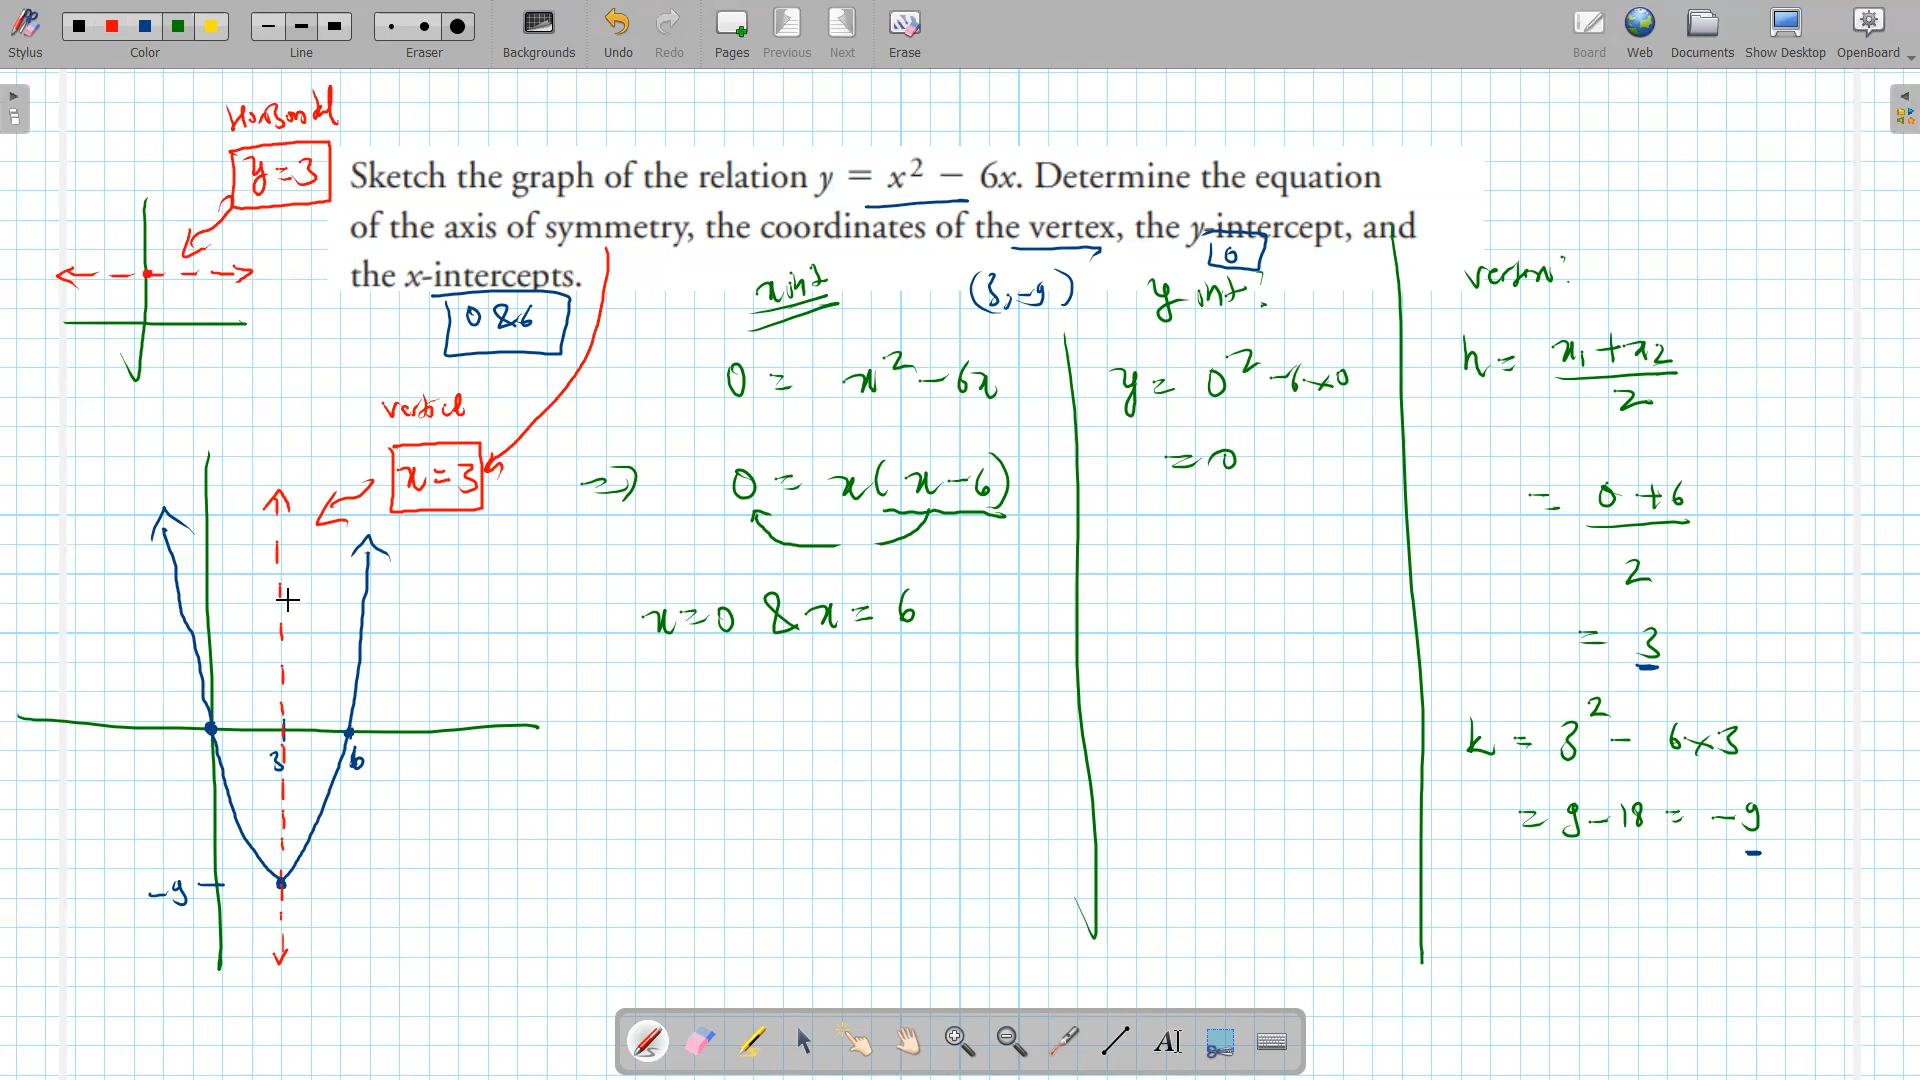 Stylus Color Line Eraser Backgrounds Undo Redo Pages Previous Next Erase Board Web Documents Show Desktop OpenBoard
Horizontal
y = 3
Sketch the graph of the relation y = x² − 6x. Determine the equation
of the axis of symmetry, the coordinates of the vertex, the y-intercept, and
the x-intercepts.
0 & 6
(3, -9)
0
x int
0 = x² - 6x
=> 0 = x(x-6)
x = 0 & x = 6
y int:
y = 0² - 6×0
= 0
vertex:
h = x₁ + x₂
2
= 0 + 6
2
= 3
k = 3² - 6×3
= 9 - 18 = -9
vertical
x = 3
3
6
-9
AI